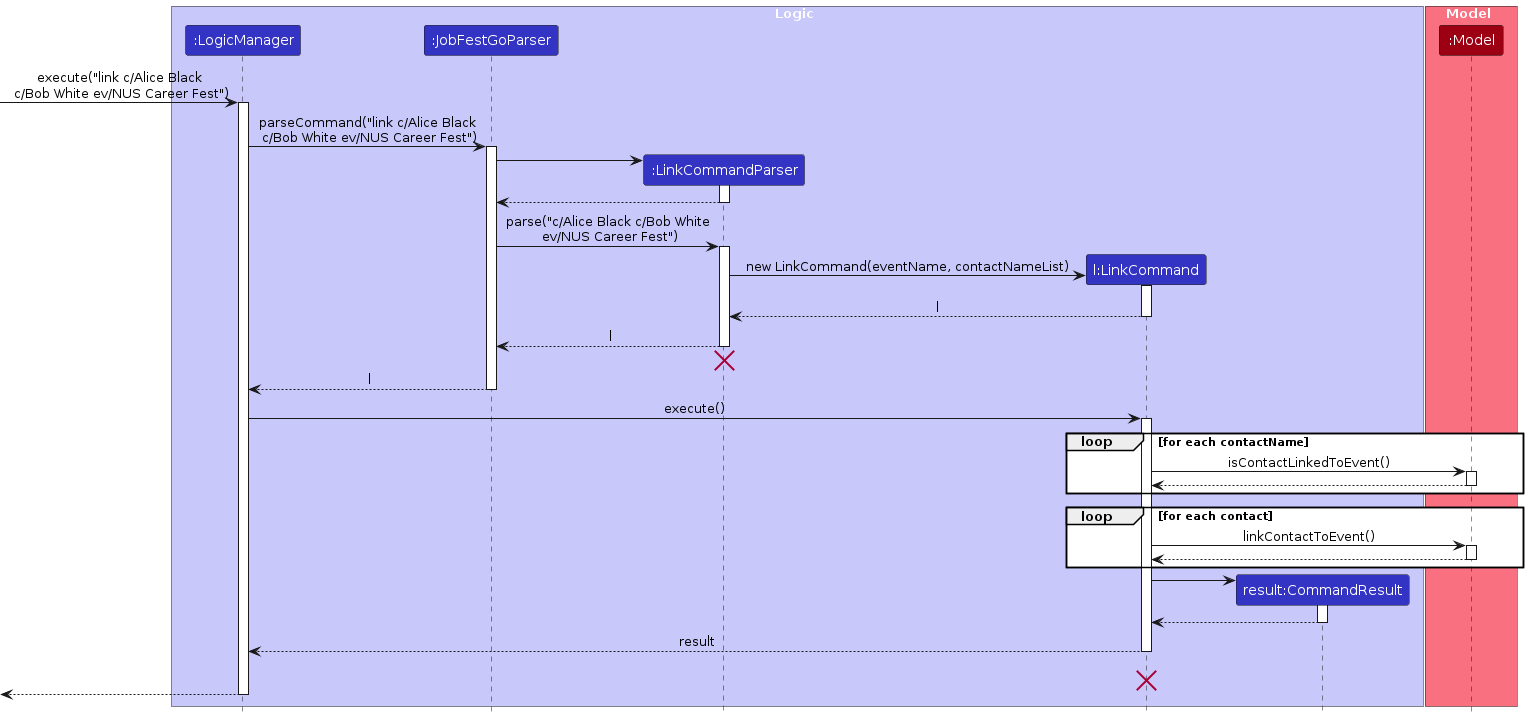 Logic
Model
:LogicManager
:JobFestGoParser
:Model
execute("link c/Alice Black
c/Bob White ev/NUS Career Fest")
parseCommand("link c/Alice Black
c/Bob White ev/NUS Career Fest")
:LinkCommandParser
parse("c/Alice Black c/Bob White
ev/NUS Career Fest")
new LinkCommand(eventName, contactNameList)
l:LinkCommand
l
l
l
execute()
loop
[for each contactName]
isContactLinkedToEvent()
loop
[for each contact]
linkContactToEvent()
result:CommandResult
result